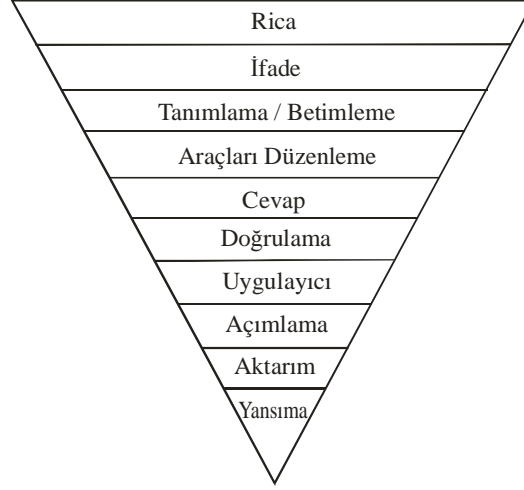 Rica
İfade
Tanımlama / Betimleme
Araçları Düzenleme
Cevap
Doğrulama
Uygulayıcı
Açımlama
Aktarım
Yansıma